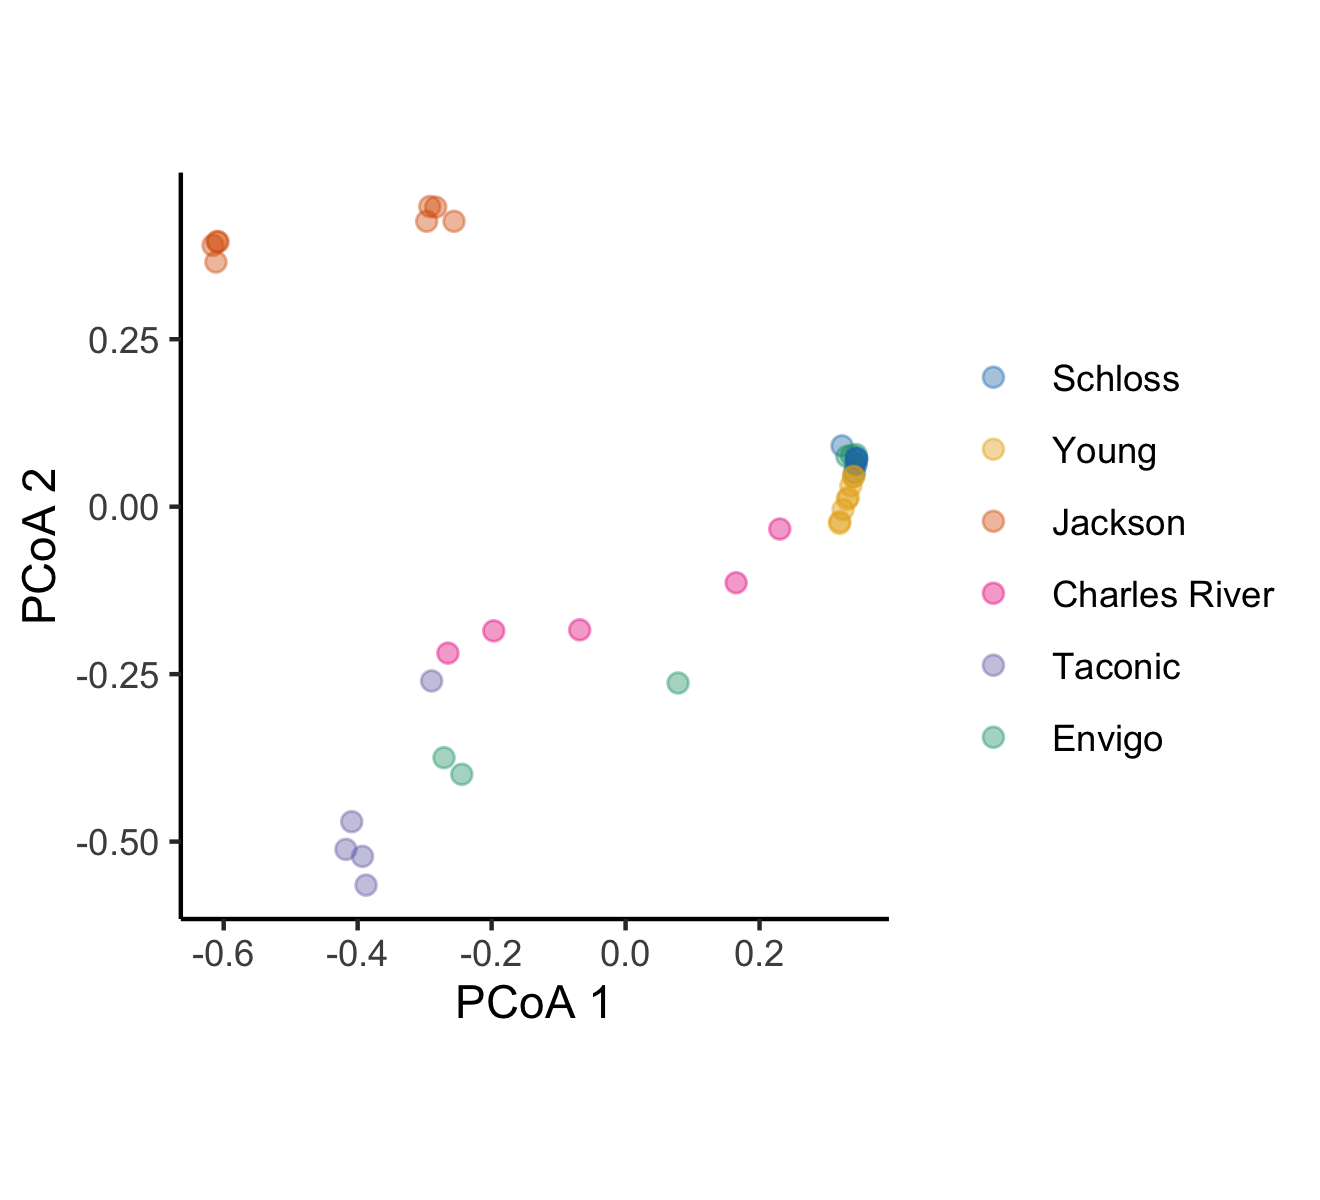 PCoA 2
0.25
0.00
-0.25
-0.50
-0.6
-0.4
-0.2
0.0
0.2
PCoA 1
Schloss
Young
Jackson
Charles River
Taconic
Envigo